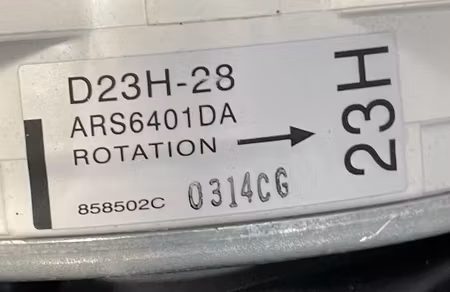 D23H-28
ARS6401DA
ROTATION →
858502C 0314CG
23H